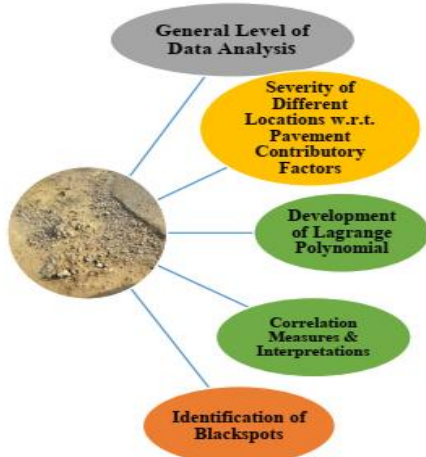 General Level of
Data Analysis
Severity of
Different
Locations w.r.t.
Pavement
Contributory
Factors
Development
of Lagrange
Polynomial
Correlation
Measures &
Interpretations
Identification of
Blackspots